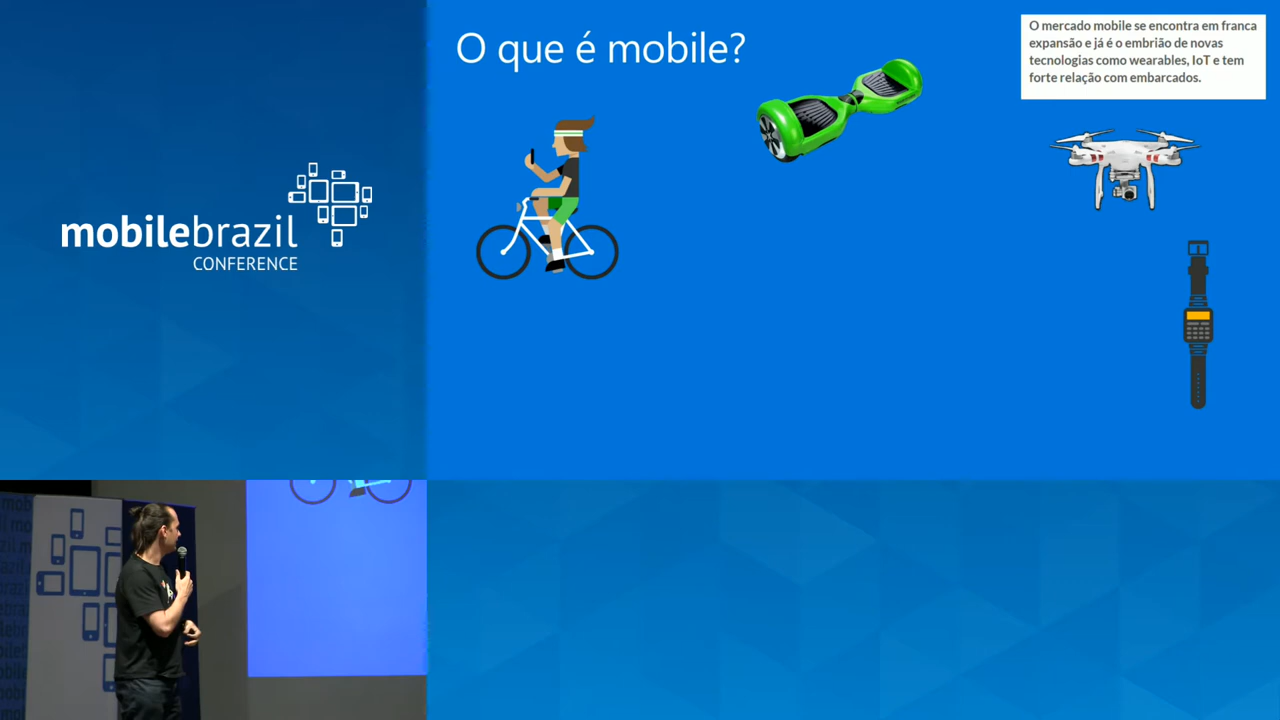 mobilebrazil
CONFERENCE
O que é mobile?
O mercado mobile se encontra em franca
expansão e já é o embrião de novas
tecnologias como wearables, IoT e tem
forte relação com embarcados.